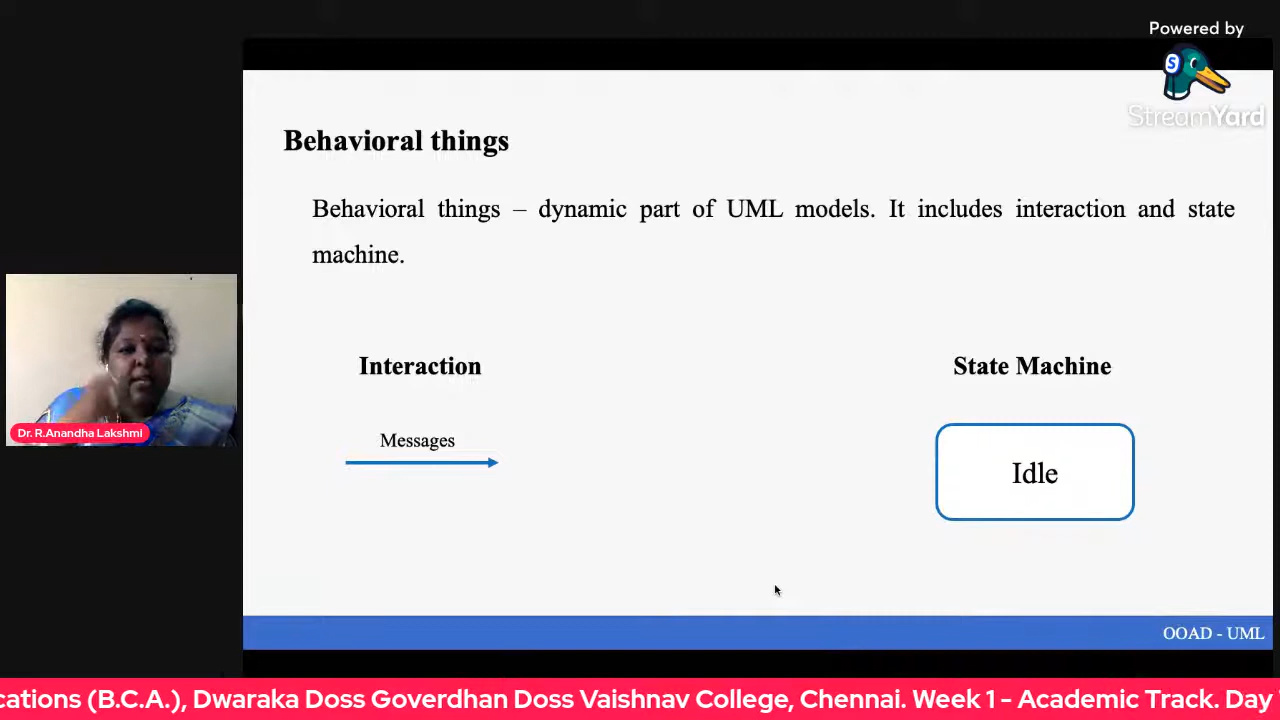 Powered by
S
StreamYard
Behavioral things
Behavioral things – dynamic part of UML models. It includes interaction and state
machine.
Interaction
State Machine
Messages
Idle
Dr. R.Anandha Lakshmi
OOAD - UML
cations (B.C.A.), Dwaraka Doss Goverdhan Doss Vaishnav College, Chennai. Week 1 - Academic Track. Day